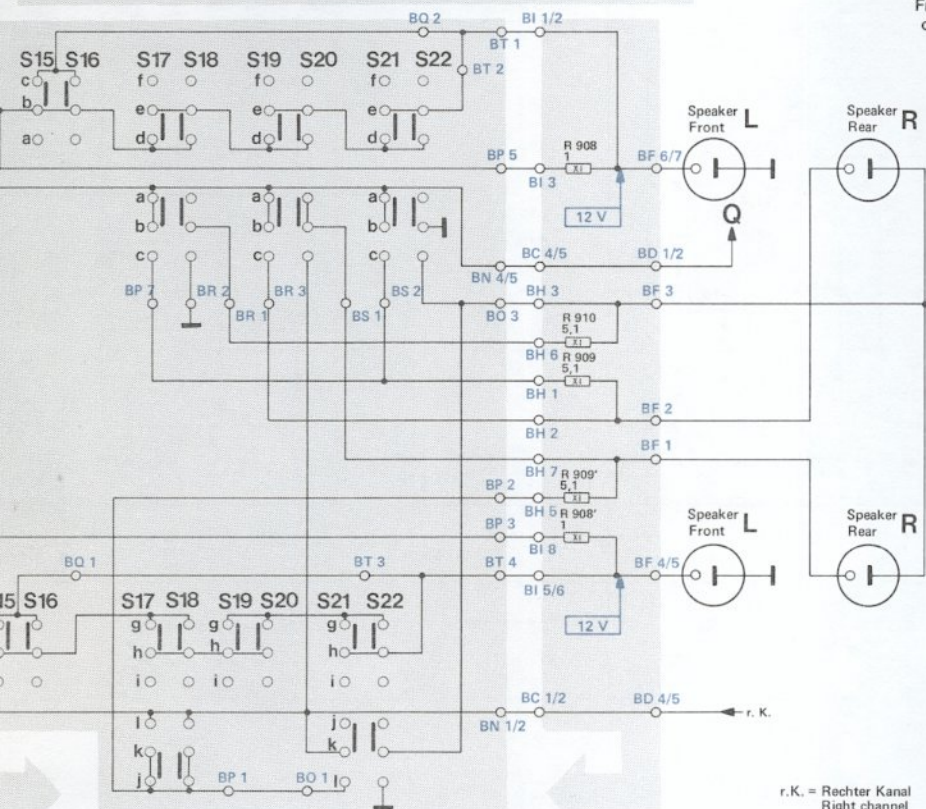 BQ 2 BI 1/2
BT 1
S15 S16 S17 S18 S19 S20 S21 S22
BT 2
c f f f
b e e e
a d d d
Speaker Front L Speaker Rear R
R 908
1
BP 5 XI BF 6/7
BI 3
12 V
a a a
b b b
Q
c c c
BC 4/5 BD 1/2
BN 4/5
BP 7 BR 2 BR 3 BS 2 BH 3 BF 3
BR 1 BS 1 BO 3
R 910
5,1
XI
BH 6 R 909
5,1
XI
BH 1
BF 2
BH 2
BF 1
BH 7 R 909'
BP 2 5,1
XI
BH 5 R 908'
BP 3 1
XI
Speaker Front L Speaker Rear R
BI 8
BQ 1 BT 3 BT 4 BF 4/5
BI 5/6
15 S16 S17 S18 S19 S20 S21 S22
12 V
g g g
h h h
i i i
BC 1/2 BD 4/5
r. K.
BN 1/2
l j
k k
j l
BP 1 BO 1
r.K. = Rechter Kanal
Right channel